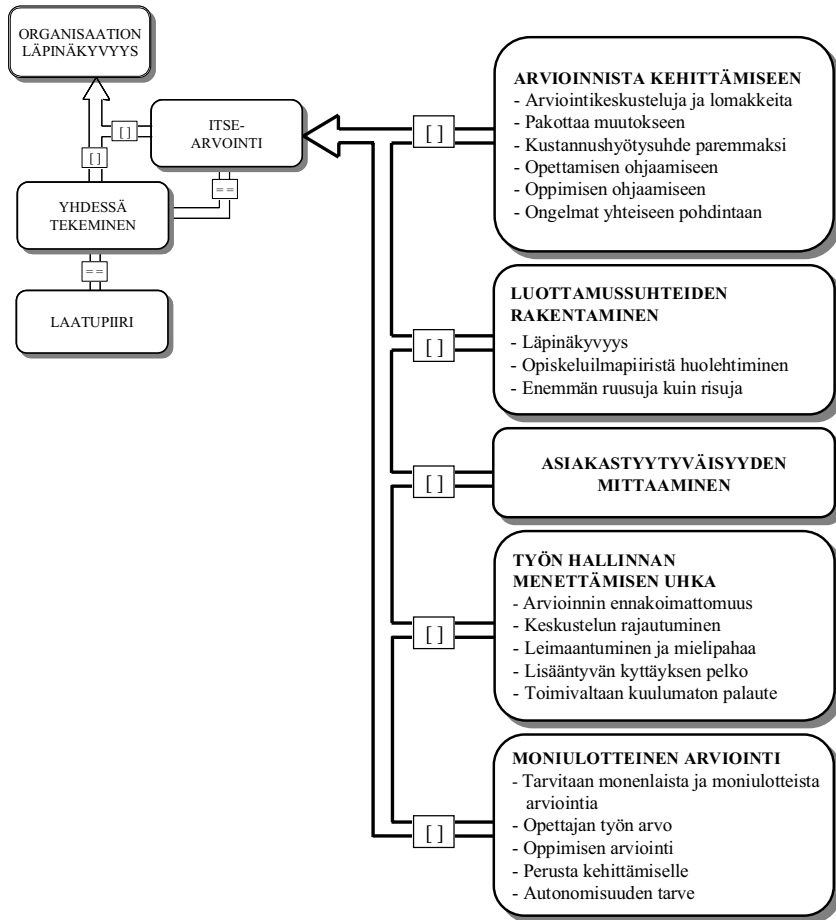 ORGANISAATION
LÄPINÄKYVYYS
[ ]
[ ]
ITSE-
ARVOINTI
= =
YHDESSÄ
TEKEMINEN
= =
LAATUPIIRI
[ ]
ARVIOINNISTA KEHITTÄMISEEN
- Arviointikeskusteluja ja lomakkeita
- Pakottaa muutokseen
- Kustannushyötysuhde paremmaksi
- Opettamisen ohjaamiseen
- Oppimisen ohjaamiseen
- Ongelmat yhteiseen pohdintaan
[ ]
LUOTTAMUSSUHTEIDEN
RAKENTAMINEN
- Läpinäkyvyys
- Opiskeluilmapiiristä huolehtiminen
- Enemmän ruusuja kuin risuja
[ ]
ASIAKASTYYTYVÄISYYDEN
MITTAAMINEN
[ ]
TYÖN HALLINNAN
MENETTÄMISEN UHKA
- Arvioinnin ennakoimattomuus
- Keskustelun rajautuminen
- Leimaantuminen ja mielipahaa
- Lisääntyvän kyttäyksen pelko
- Toimivaltaan kuulumaton palaute
[ ]
MONIULOTTEINEN ARVIOINTI
- Tarvitaan monenlaista ja moniulotteista
arviointia
- Opettajan työn arvo
- Oppimisen arviointi
- Perusta kehittämiselle
- Autonomisuuden tarve